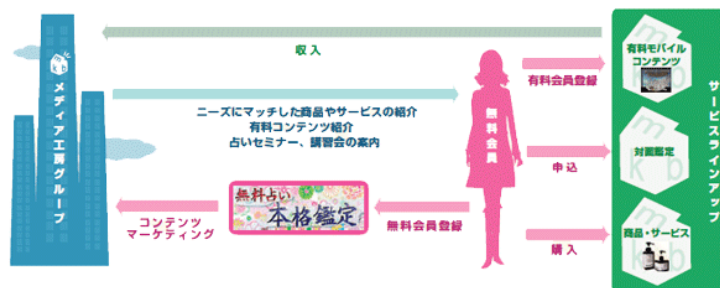 収入
メディア工房グループ
ニーズにマッチした商品やサービスの紹介
有料コンテンツ紹介
占いセミナー、講習会の案内
無料占い
本格鑑定
コンテンツ
マーケティング
無料会員登録
無料会員
有料会員登録
申込
購入
有料モバイル
コンテンツ
対面鑑定
商品・サービス
サービスラインアップ
mkb
mkb
mkb
mkb